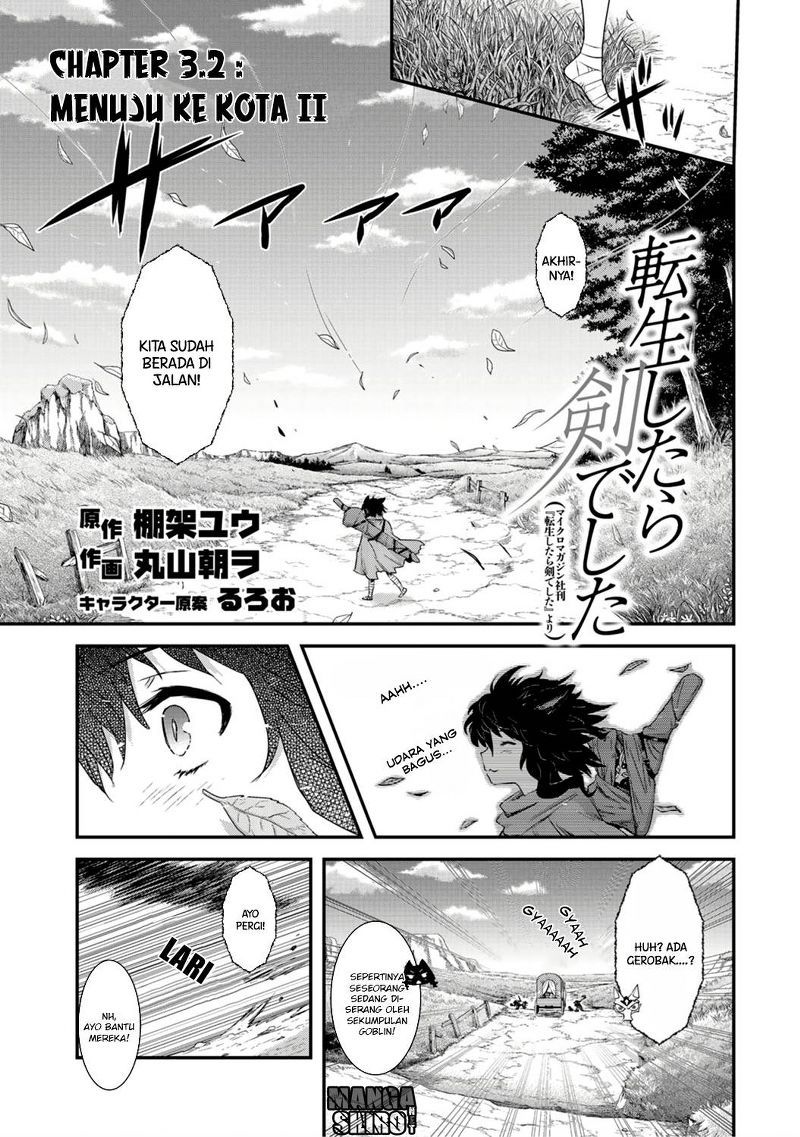 CHAPTER 3.2 :
MENUJU KE KOTA II
ザァァァ
AKHIR-
NYA!
KITA SUDAH
BERADA DI
JALAN!
転生したら
剣でした
(マイクロマガジン社刊
『転生したら剣でした』より)
原作 棚架ユウ
作画 丸山朝ヲ
キャラクター原案 るろお
AAHH....
UDARA YANG
BAGUS...
HUH? ADA
GEROBAK....?
GYAAH
GYAAAAAH
SEPERTINYA
SESEORANG
SEDANG DI-
SERANG OLEH
SEKUMPULAN
GOBLIN!
AYO
PERGI!
LARI
NH,
AYO BANTU
MEREKA!
MANGA
SHIRO
NET